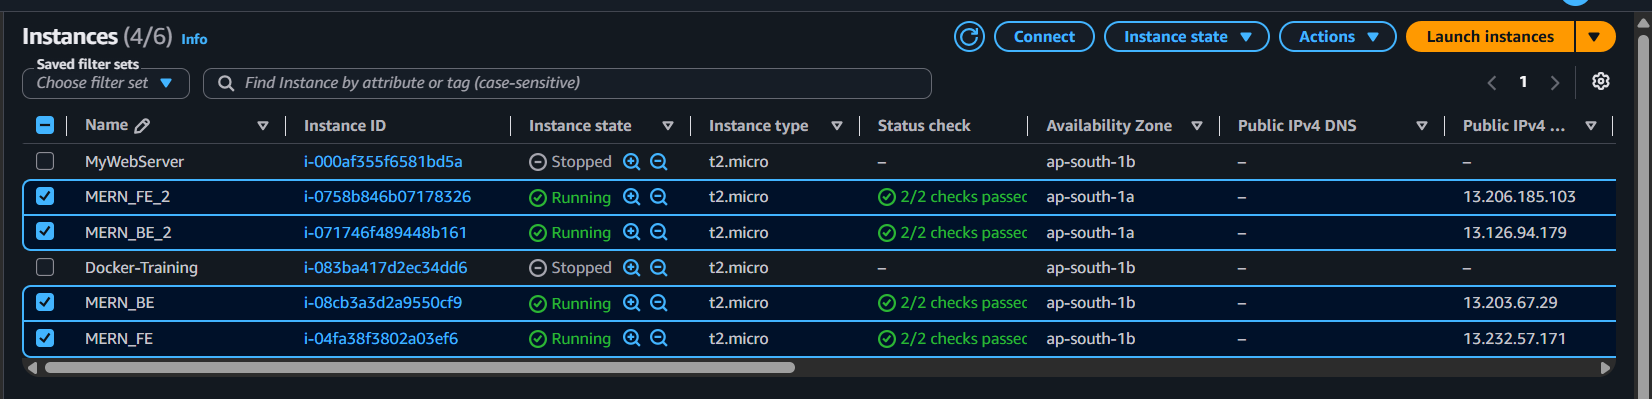 Instances (4/6) Info Connect Instance state Actions Launch instances
Saved filter sets
Choose filter set Find Instance by attribute or tag (case-sensitive) 1
Name Instance ID Instance state Instance type Status check Availability Zone Public IPv4 DNS Public IPv4 ...
MyWebServer i-000af355f6581bd5a Stopped t2.micro – ap-south-1b – –
MERN_FE_2 i-0758b846b07178326 Running t2.micro 2/2 checks passec ap-south-1a – 13.206.185.103
MERN_BE_2 i-071746f489448b161 Running t2.micro 2/2 checks passec ap-south-1a – 13.126.94.179
Docker-Training i-083ba417d2ec34dd6 Stopped t2.micro – ap-south-1b – –
MERN_BE i-08cb3a3d2a9550cf9 Running t2.micro 2/2 checks passec ap-south-1b – 13.203.67.29
MERN_FE i-04fa38f3802a03ef6 Running t2.micro 2/2 checks passec ap-south-1b – 13.232.57.171